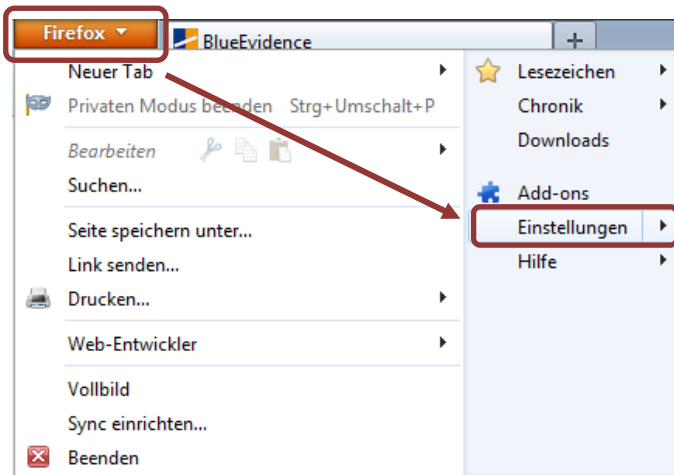 Firefox
BlueEvidence
Neuer Tab
Privaten Modus beenden Strg+Umschalt+P
Bearbeiten
Suchen...
Seite speichern unter...
Link senden...
Drucken...
Web-Entwickler
Vollbild
Sync einrichten...
Beenden
Lesezeichen
Chronik
Downloads
Add-ons
Einstellungen
Hilfe